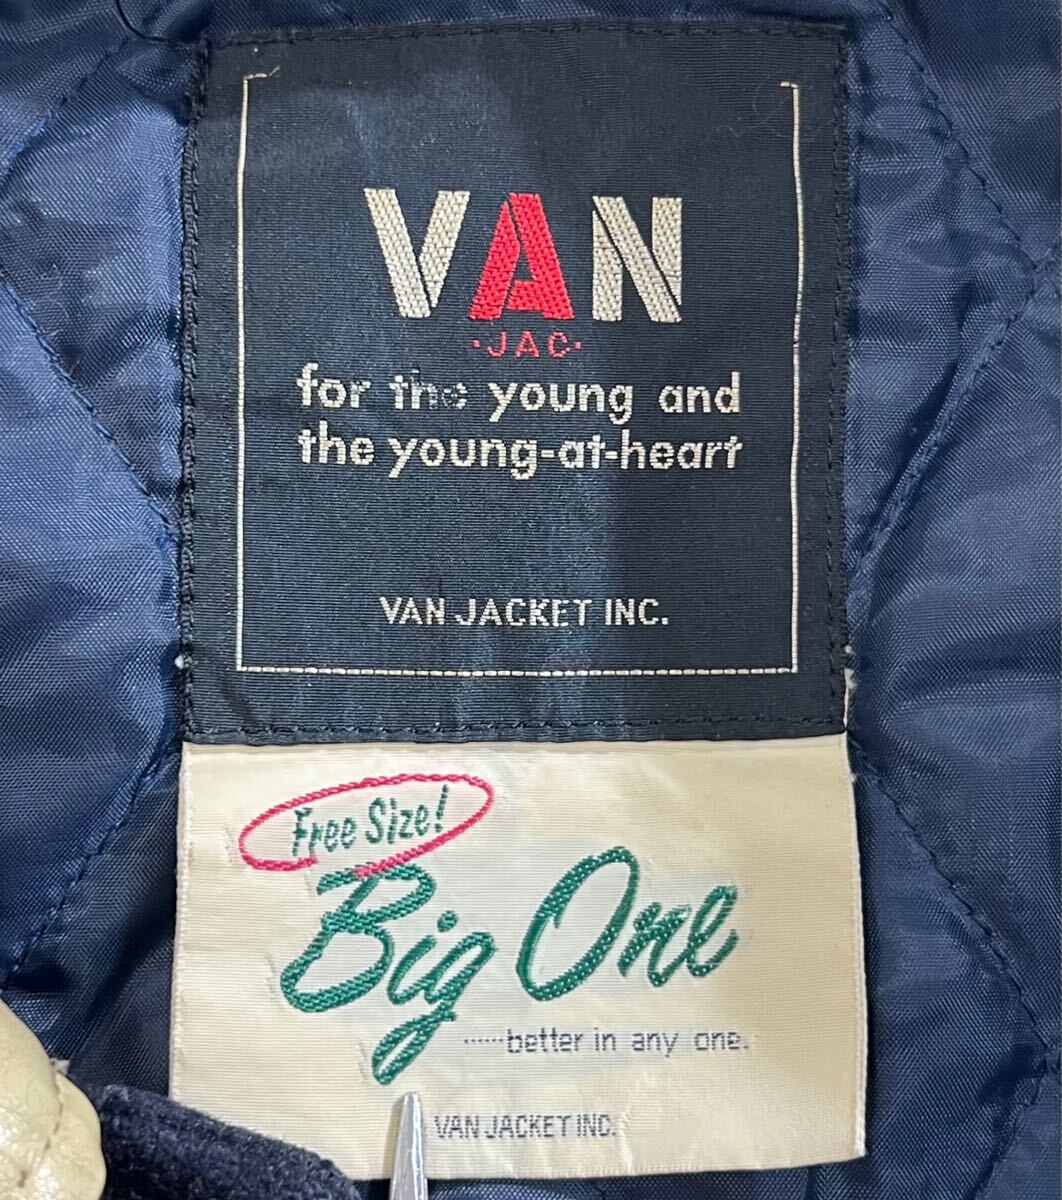 VAN
·JAC·
for the young and
the young-at-heart
VAN JACKET INC.
Free Size!
Big One
......better in any one.
VAN JACKET INC.